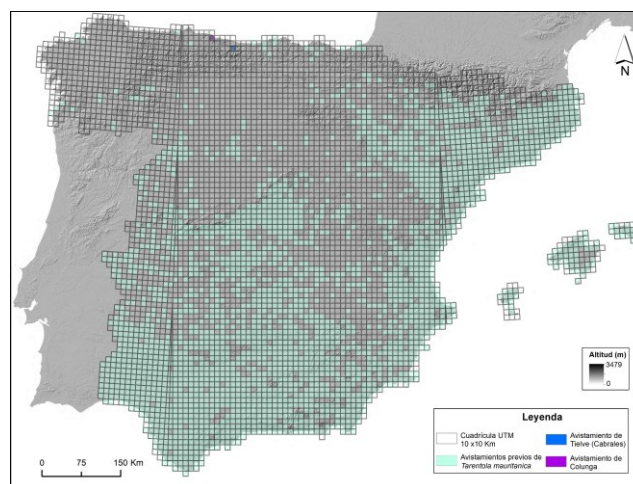 N
Altitud (m)
3479
0
0 75 150 Km
Leyenda
Cuadrícula UTM
10 x10 Km
Avistamiento de
Tielve (Cabrales)
Avistamientos previos de
Tarentola mauritanica
Avistamiento de
Colunga